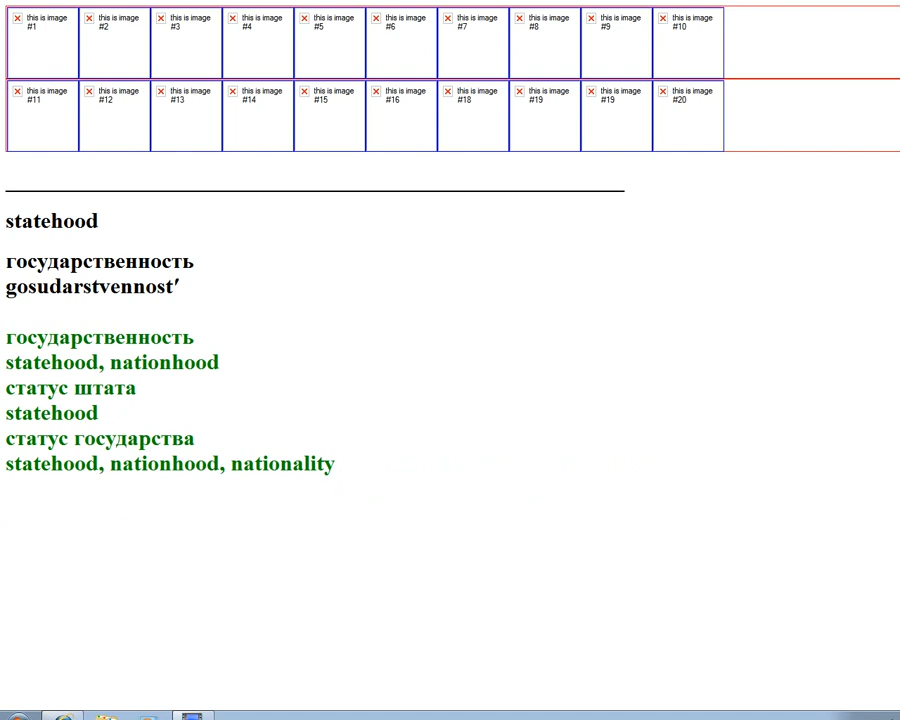 this is image #1 this is image #2 this is image #3 this is image #4 this is image #5 this is image #6 this is image #7 this is image #8 this is image #9 this is image #10
this is image #11 this is image #12 this is image #13 this is image #14 this is image #15 this is image #16 this is image #18 this is image #19 this is image #19 this is image #20
statehood
государственность
gosudarstvennostʹ
государственность
statehood, nationhood
статус штата
statehood
статус государства
statehood, nationhood, nationality